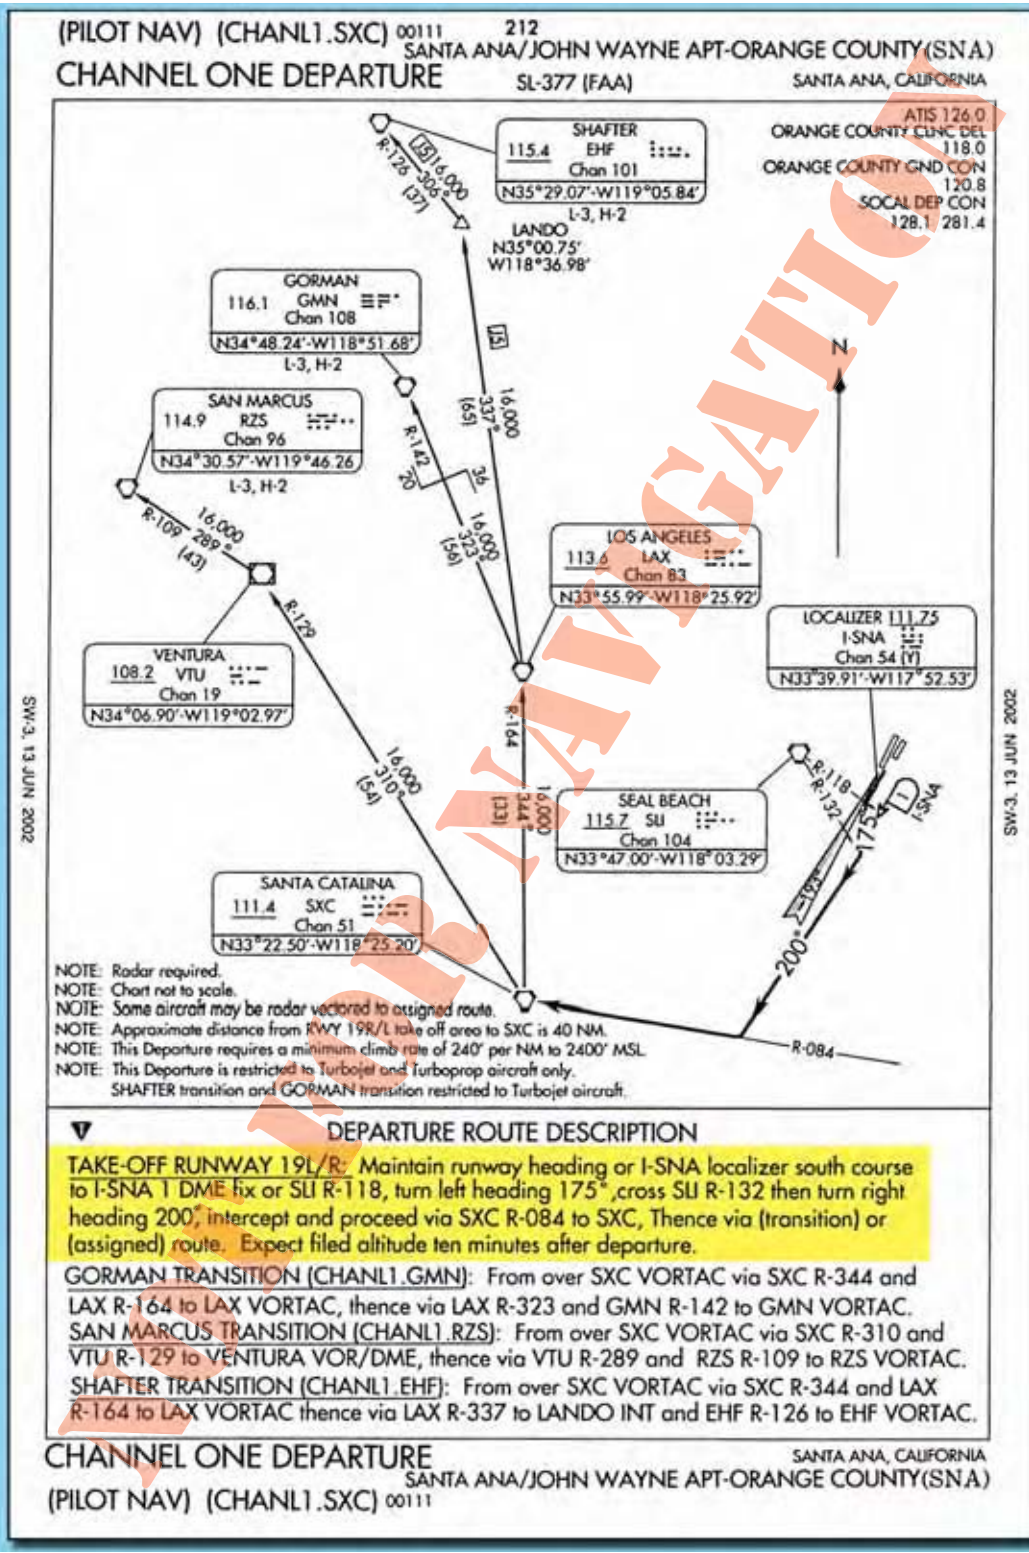 (PILOT NAV) (CHANL1.SXC) 00111
212
SANTA ANA/JOHN WAYNE APT-ORANGE COUNTY(SNA)
CHANNEL ONE DEPARTURE
SL-377 (FAA)
SANTA ANA, CALIFORNIA
ATIS 126.0
ORANGE COUNTY CLNC DEL
118.0
ORANGE COUNTY GND CON
120.8
SOCAL DEP CON
128.1 281.4
SHAFTER
115.4 EHF
Chan 101
N35°29.07'-W119°05.84'
L-3, H-2
R-126
J5 16,000
306°
(37)
LANDO
N35°00.75'
W118°36.98'
GORMAN
116.1 GMN
Chan 108
N34°48.24'-W118°51.68'
L-3, H-2
J5
16,000
337°
(65)
N
SAN MARCUS
114.9 RZS
Chan 96
N34°30.57'-W119°46.26
L-3, H-2
R-142
20
36
16,000
323°
(56)
R-109
16,000
289°
(43)
LOS ANGELES
113.6 LAX
Chan 83
N33°55.99'-W118°25.92'
R-129
LOCALIZER 111.75
I-SNA
Chan 54 (Y)
N33°39.91'-W117°52.53'
VENTURA
108.2 VTU
Chan 19
N34°06.90'-W119°02.97'
R-164
16,000
344°
(33)
16,000
310°
(54)
SEAL BEACH
115.7 SLI
Chan 104
N33°47.00'-W118°03.29'
R-118
R-132
1
I-SNA
175°
193°
200°
SANTA CATALINA
111.4 SXC
Chan 51
N33°22.50'-W118°25.20'
R-084
NOTE: Radar required.
NOTE: Chart not to scale.
NOTE: Some aircraft may be radar vectored to assigned route.
NOTE: Approximate distance from RWY 19R/L take off area to SXC is 40 NM.
NOTE: This Departure requires a minimum climb rate of 240' per NM to 2400' MSL.
NOTE: This Departure is restricted to Turbojet and Turboprop aircraft only.
SHAFTER transition and GORMAN transition restricted to Turbojet aircraft.
SW-3, 13 JUN 2002
SW-3, 13 JUN 2002
T
DEPARTURE ROUTE DESCRIPTION
TAKE-OFF RUNWAY 19L/R: Maintain runway heading or I-SNA localizer south course
to I-SNA 1 DME fix or SLI R-118, turn left heading 175°,cross SLI R-132 then turn right
heading 200°, intercept and proceed via SXC R-084 to SXC, Thence via (transition) or
(assigned) route. Expect filed altitude ten minutes after departure.
GORMAN TRANSITION (CHANL1.GMN): From over SXC VORTAC via SXC R-344 and
LAX R-164 to LAX VORTAC, thence via LAX R-323 and GMN R-142 to GMN VORTAC.
SAN MARCUS TRANSITION (CHANL1.RZS): From over SXC VORTAC via SXC R-310 and
VTU R-129 to VENTURA VOR/DME, thence via VTU R-289 and RZS R-109 to RZS VORTAC.
SHAFTER TRANSITION (CHANL1.EHF): From over SXC VORTAC via SXC R-344 and LAX
R-164 to LAX VORTAC thence via LAX R-337 to LANDO INT and EHF R-126 to EHF VORTAC.
CHANNEL ONE DEPARTURE
SANTA ANA, CALIFORNIA
SANTA ANA/JOHN WAYNE APT-ORANGE COUNTY(SNA)
(PILOT NAV) (CHANL1.SXC) 00111
NOT FOR NAVIGATION